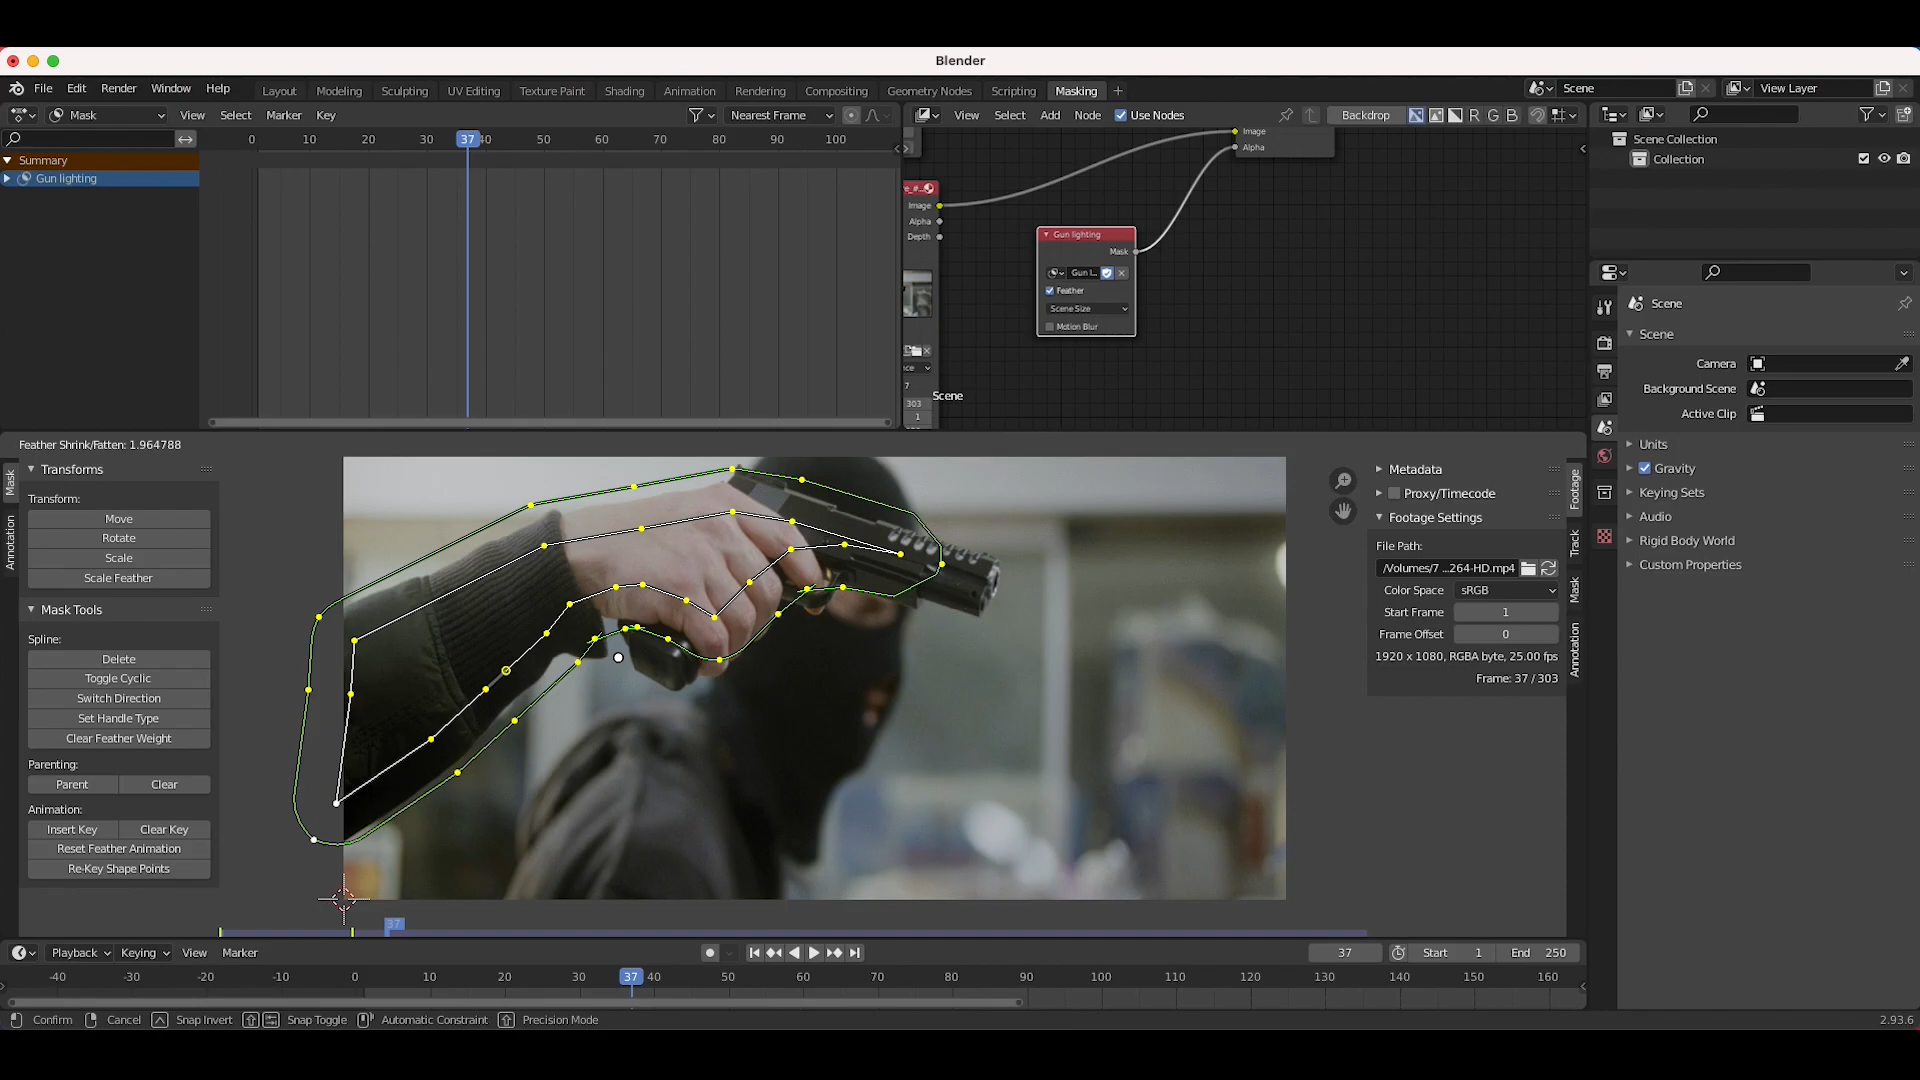 Blender
File Edit Render Window Help
Layout Modeling Sculpting UV Editing Texture Paint Shading Animation Rendering Compositing Geometry Nodes Scripting Masking +
Scene
View Layer
Mask View Select Marker Key Nearest Frame
View Select Add Node Use Nodes Backdrop R G B
0 10 20 30 37 40 50 60 70 80 90 100
Summary
Gun lighting
Image
Alpha
Image
Alpha
Depth
303
1
Scene
Gun lighting
Mask
Gun l...
Feather
Scene Size
Motion Blur
Scene Collection
Collection
Scene
Scene
Camera
Background Scene
Active Clip
Units
Gravity
Keying Sets
Audio
Rigid Body World
Custom Properties
Feather Shrink/Fatten: 1.964788
Mask
Annotation
Transforms
Transform:
Move
Rotate
Scale
Scale Feather
Mask Tools
Spline:
Delete
Toggle Cyclic
Switch Direction
Set Handle Type
Clear Feather Weight
Parenting:
Parent Clear
Animation:
Insert Key Clear Key
Reset Feather Animation
Re-Key Shape Points
Metadata
Proxy/Timecode
Footage Settings
File Path:
/Volumes/7 ...264-HD.mp4
Color Space sRGB
Start Frame 1
Frame Offset 0
1920 x 1080, RGBA byte, 25.00 fps
Frame: 37 / 303
Footage
Track
Mask
Annotation
37
Playback Keying View Marker
37 Start 1 End 250
-40 -30 -20 -10 0 10 20 30 37 40 50 60 70 80 90 100 110 120 130 140 150 160
Confirm Cancel Snap Invert Snap Toggle Automatic Constraint Precision Mode
2.93.6